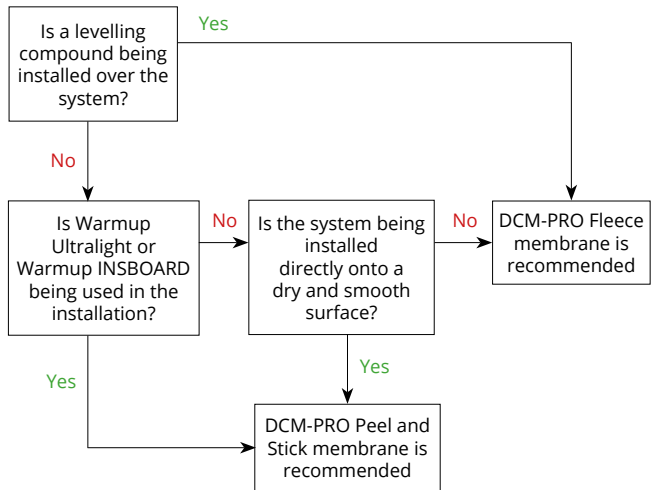 Is a levelling
compound being
installed over the
system?
Yes
No
Is Warmup
Ultralight or
Warmup INSBOARD
being used in the
installation?
No
Is the system being
installed
directly onto a
dry and smooth
surface?
No
DCM-PRO Fleece
membrane is
recommended
Yes
Yes
DCM-PRO Peel and
Stick membrane is
recommended